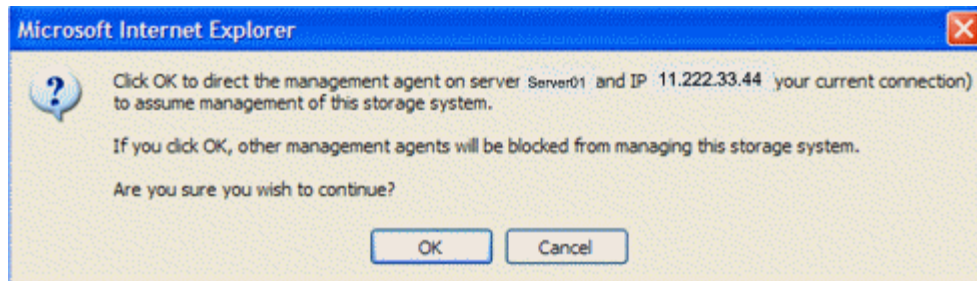 Microsoft Internet Explorer
Click OK to direct the management agent on server Server01 and IP 11.222.33.44 your current connection)
to assume management of this storage system.
If you click OK, other management agents will be blocked from managing this storage system.
Are you sure you wish to continue?
OK Cancel